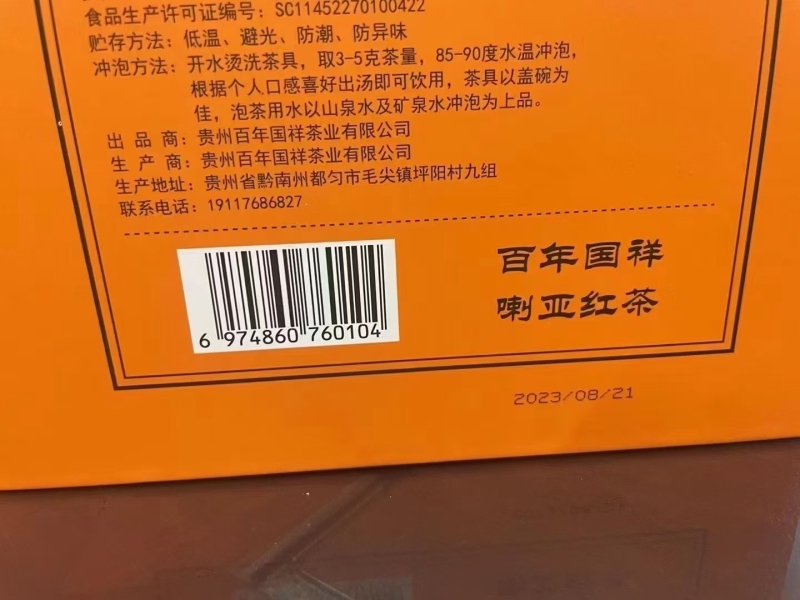 食品生产许可证编号：SC11452270100422
贮存方法：低温、避光、防潮、防异味
冲泡方法：开水烫洗茶具，取3-5克茶量，85-90度水温冲泡，
根据个人口感喜好出汤即可饮用，茶具以盖碗为
佳，泡茶用水以山泉水及矿泉水冲泡为上品。
出品商：贵州百年国祥茶业有限公司
生产商：贵州百年国祥茶业有限公司
生产地址：贵州省黔南州都匀市毛尖镇坪阳村九组
联系电话：19117686827
6 974860 760104
百年国祥
喇亚红茶
2023/08/21